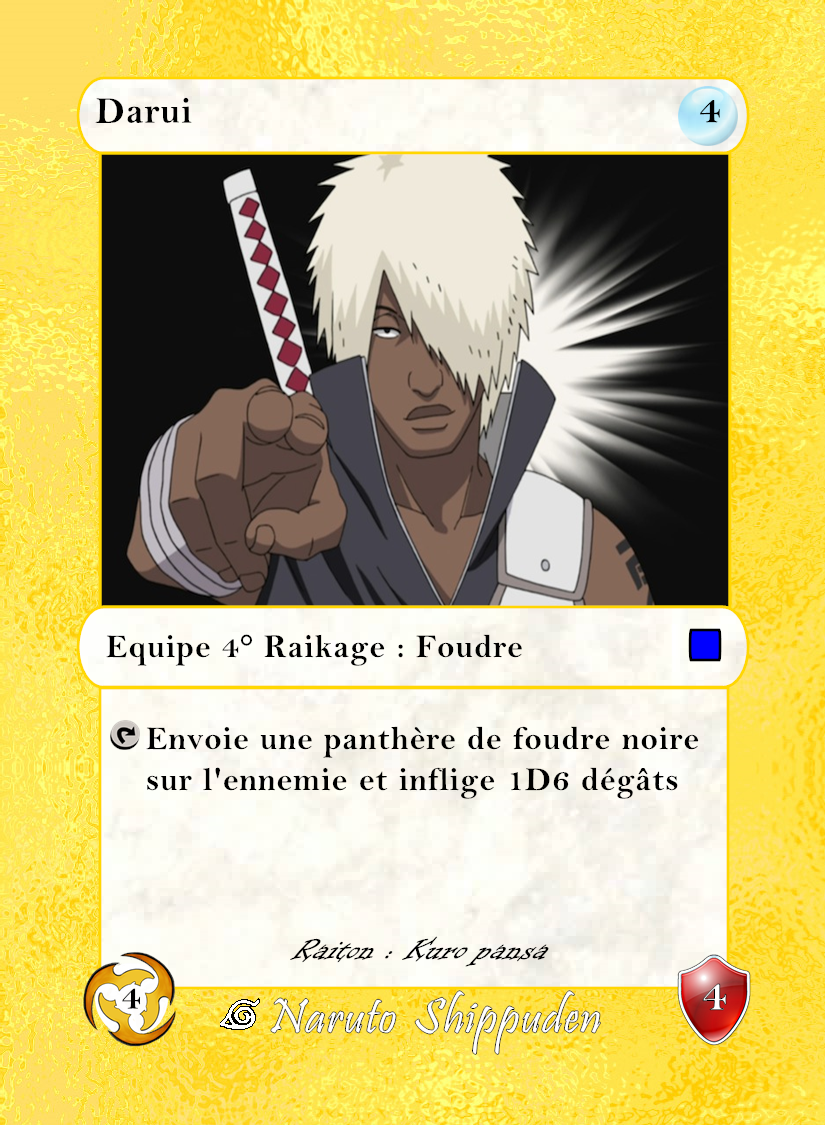 Darui
4
Equipe 4° Raikage : Foudre
Envoie une panthère de foudre noire
sur l'ennemie et inflige 1D6 dégâts
Raiton : Kuro pansa
4
4
Naruto Shippuden